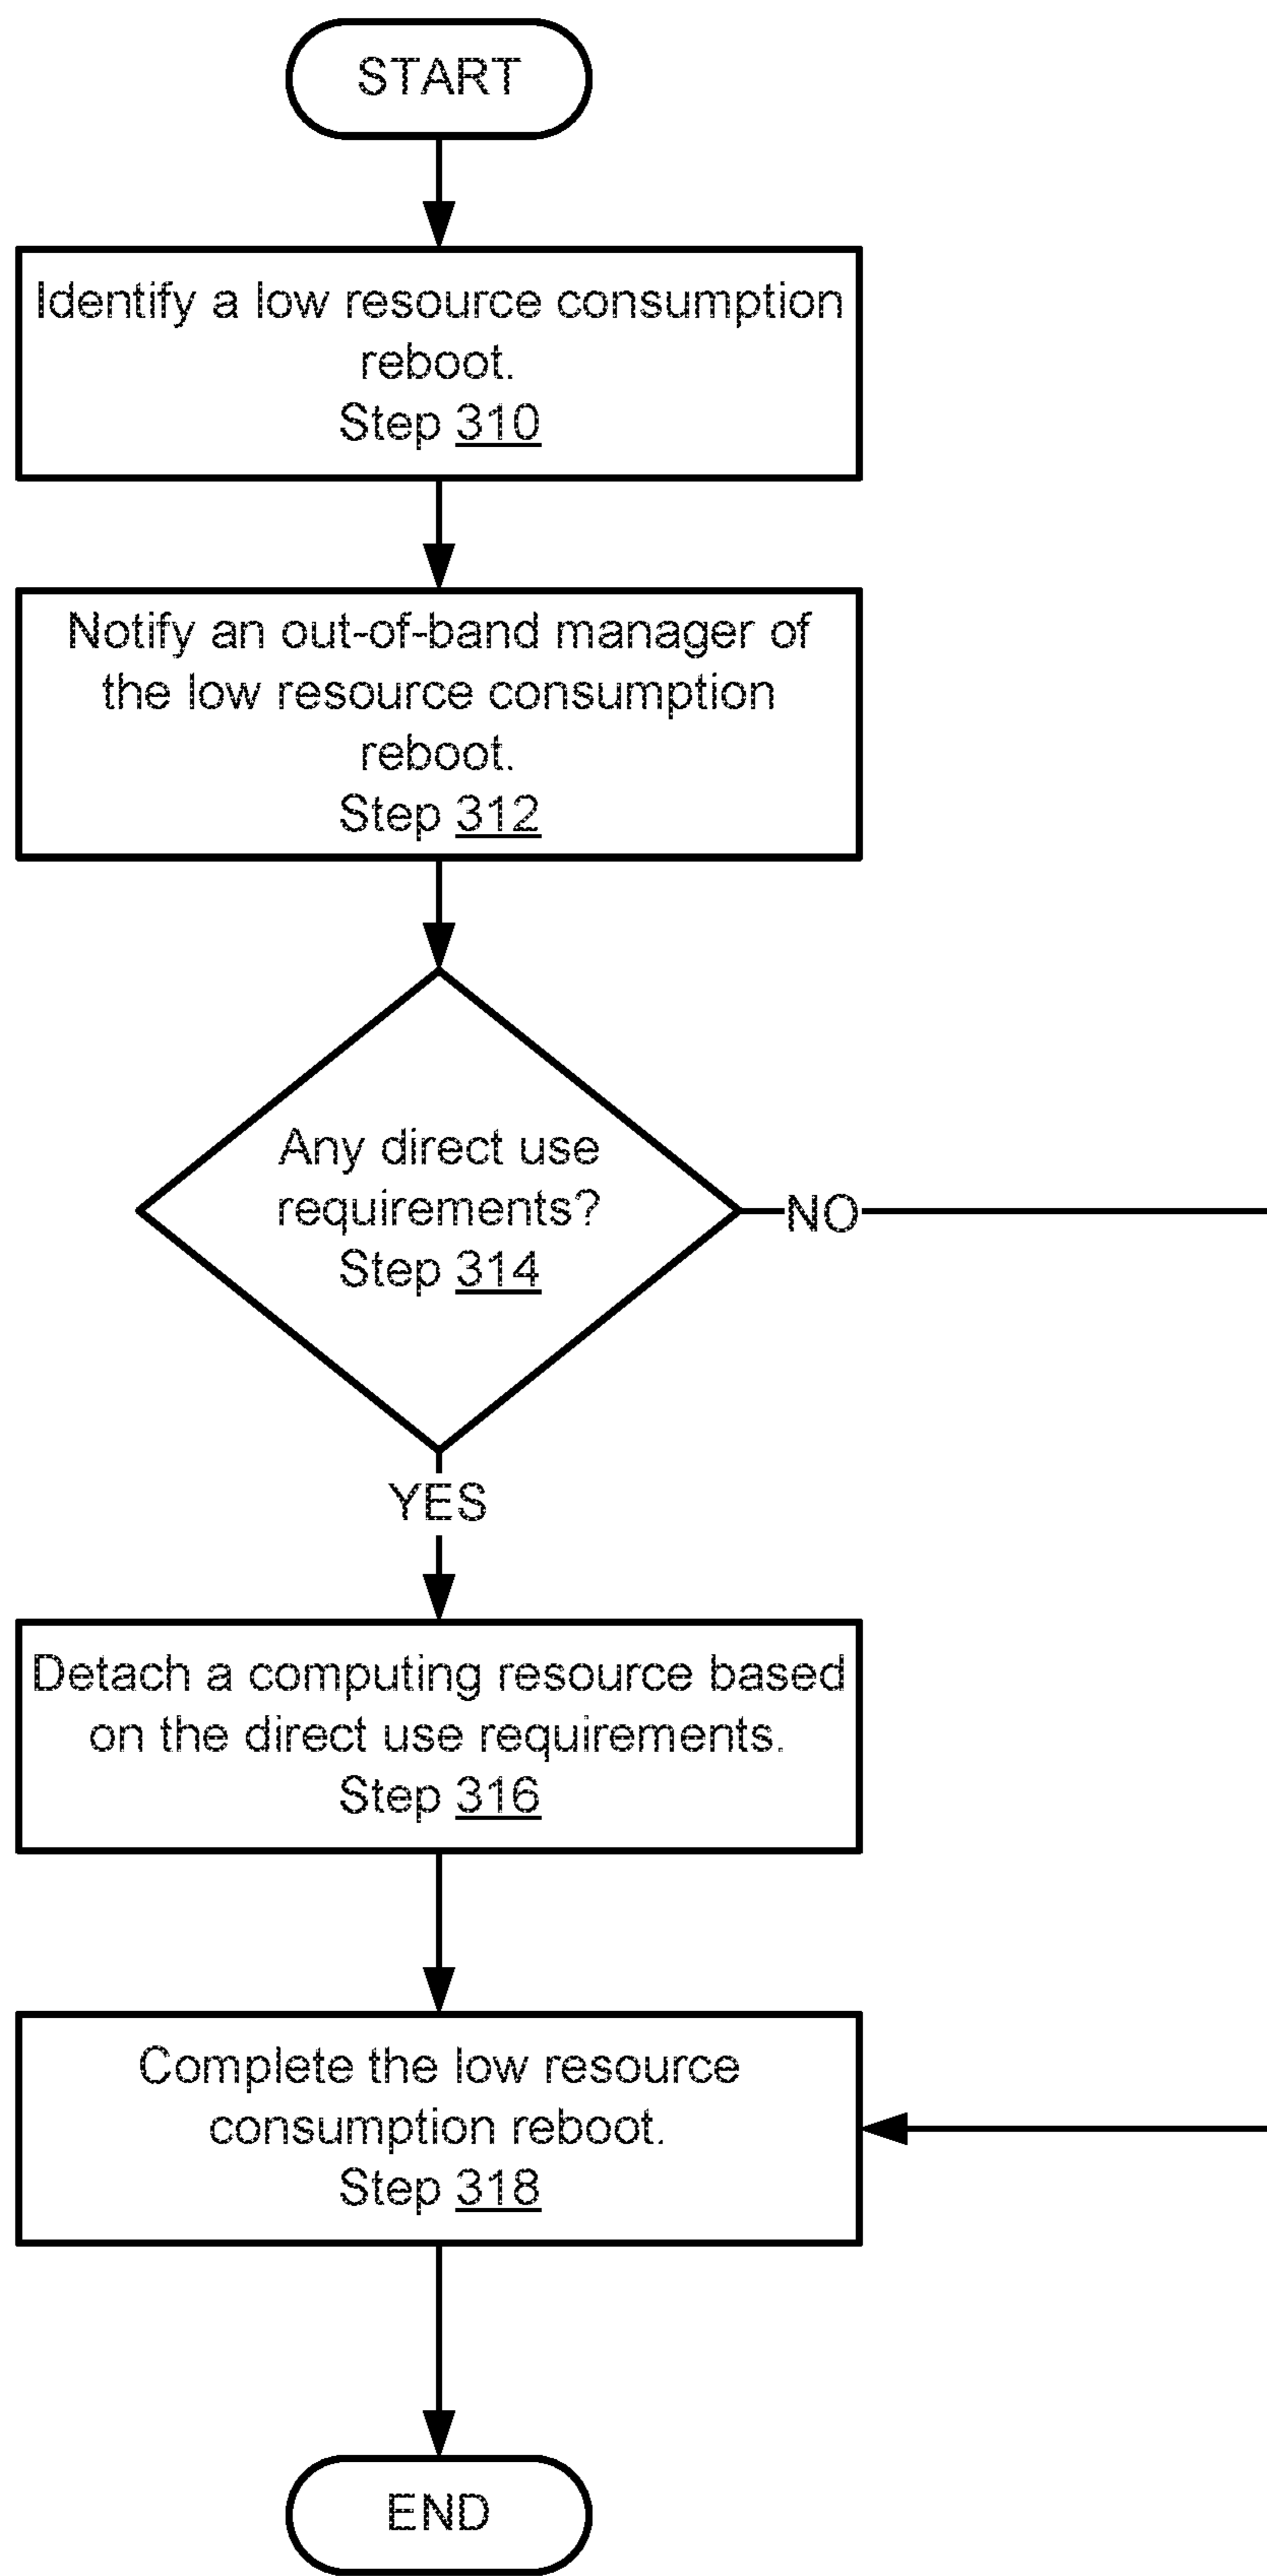 START
Identify a low resource consumption
reboot.
Step 310
Notify an out-of-band manager of
the low resource consumption
reboot.
Step 312
Any direct use
requirements?
Step 314
NO
YES
Detach a computing resource based
on the direct use requirements.
Step 316
Complete the low resource
consumption reboot.
Step 318
END